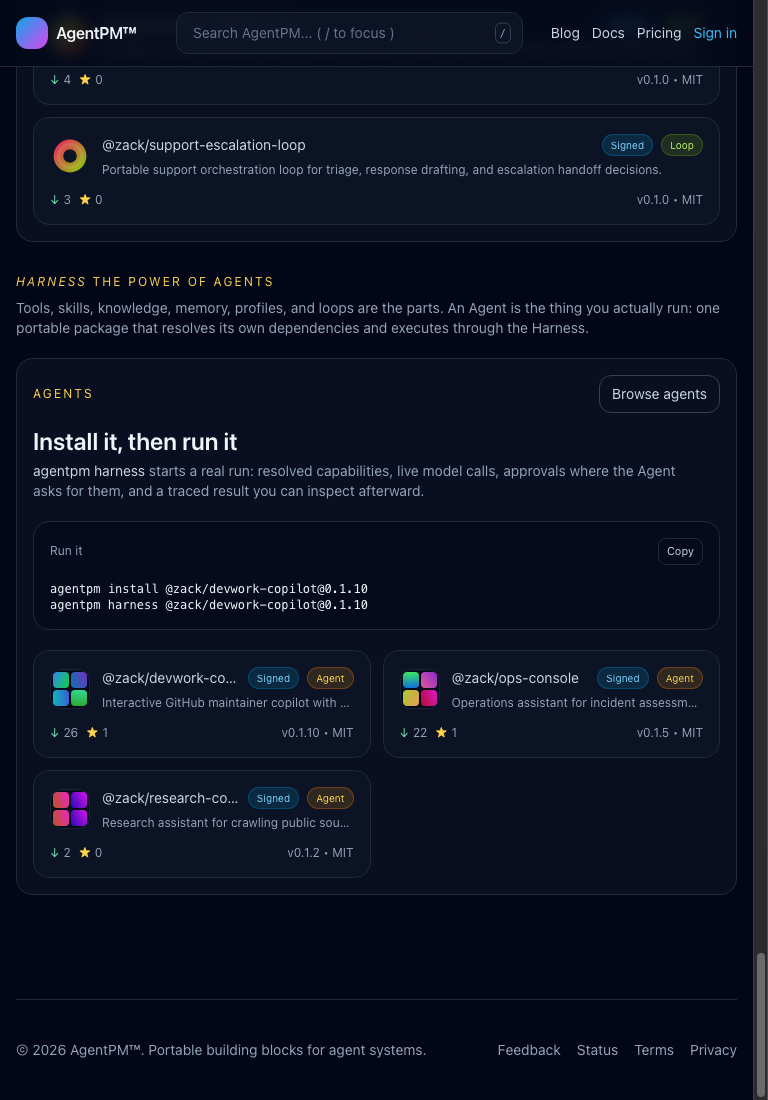 AgentPM™
Search AgentPM... ( / to focus )
/
Blog Docs Pricing Sign in
↓ 4 ★ 0
v0.1.0 • MIT
@zack/support-escalation-loop
Signed Loop
Portable support orchestration loop for triage, response drafting, and escalation handoff decisions.
↓ 3 ★ 0
v0.1.0 • MIT
HARNESS THE POWER OF AGENTS
Tools, skills, knowledge, memory, profiles, and loops are the parts. An Agent is the thing you actually run: one
portable package that resolves its own dependencies and executes through the Harness.
AGENTS
Browse agents
Install it, then run it
agentpm harness starts a real run: resolved capabilities, live model calls, approvals where the Agent
asks for them, and a traced result you can inspect afterward.
Run it
Copy
agentpm install @zack/devwork-copilot@0.1.10
agentpm harness @zack/devwork-copilot@0.1.10
@zack/devwork-co...
Signed Agent
Interactive GitHub maintainer copilot with ...
↓ 26 ★ 1
v0.1.10 • MIT
@zack/ops-console
Signed Agent
Operations assistant for incident assessm...
↓ 22 ★ 1
v0.1.5 • MIT
@zack/research-co...
Signed Agent
Research assistant for crawling public sou...
↓ 2 ★ 0
v0.1.2 • MIT
© 2026 AgentPM™. Portable building blocks for agent systems.
Feedback Status Terms Privacy